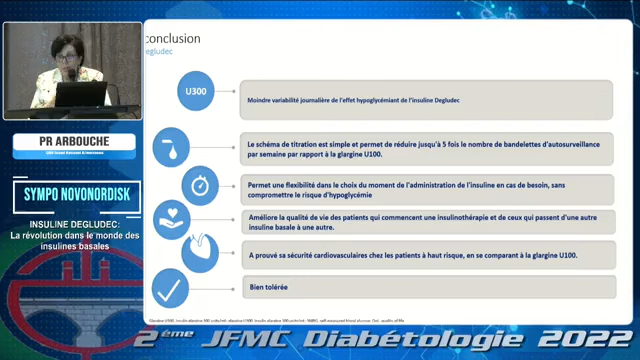 conclusion
egludec
U300
Moindre variabilité journalière de l'effet hypoglycémiant de l'insuline Degludec
Le schéma de titration est simple et permet de réduire jusqu'à 5 fois le nombre de bandelettes d'autosurveillance
par semaine par rapport à la glargine U100.
Permet une flexibilité dans le choix du moment de l'administration de l'insuline en cas de besoin, sans
compromettre le risque d'hypoglycémie
Améliore la qualité de vie des patients qui commencent une insulinothérapie et de ceux qui passent d'une autre
insuline basale à une autre.
A prouvé sa sécurité cardiovasculaires chez les patients à haut risque, en se comparant à la glargine U100.
Bien tolérée
PR ARBOUCHE
SYMPO NOVONORDISK
INSULINE DEGLUDEC:
La révolution dans le monde des
insulines basales
2ème JFMC Diabétologie 2022